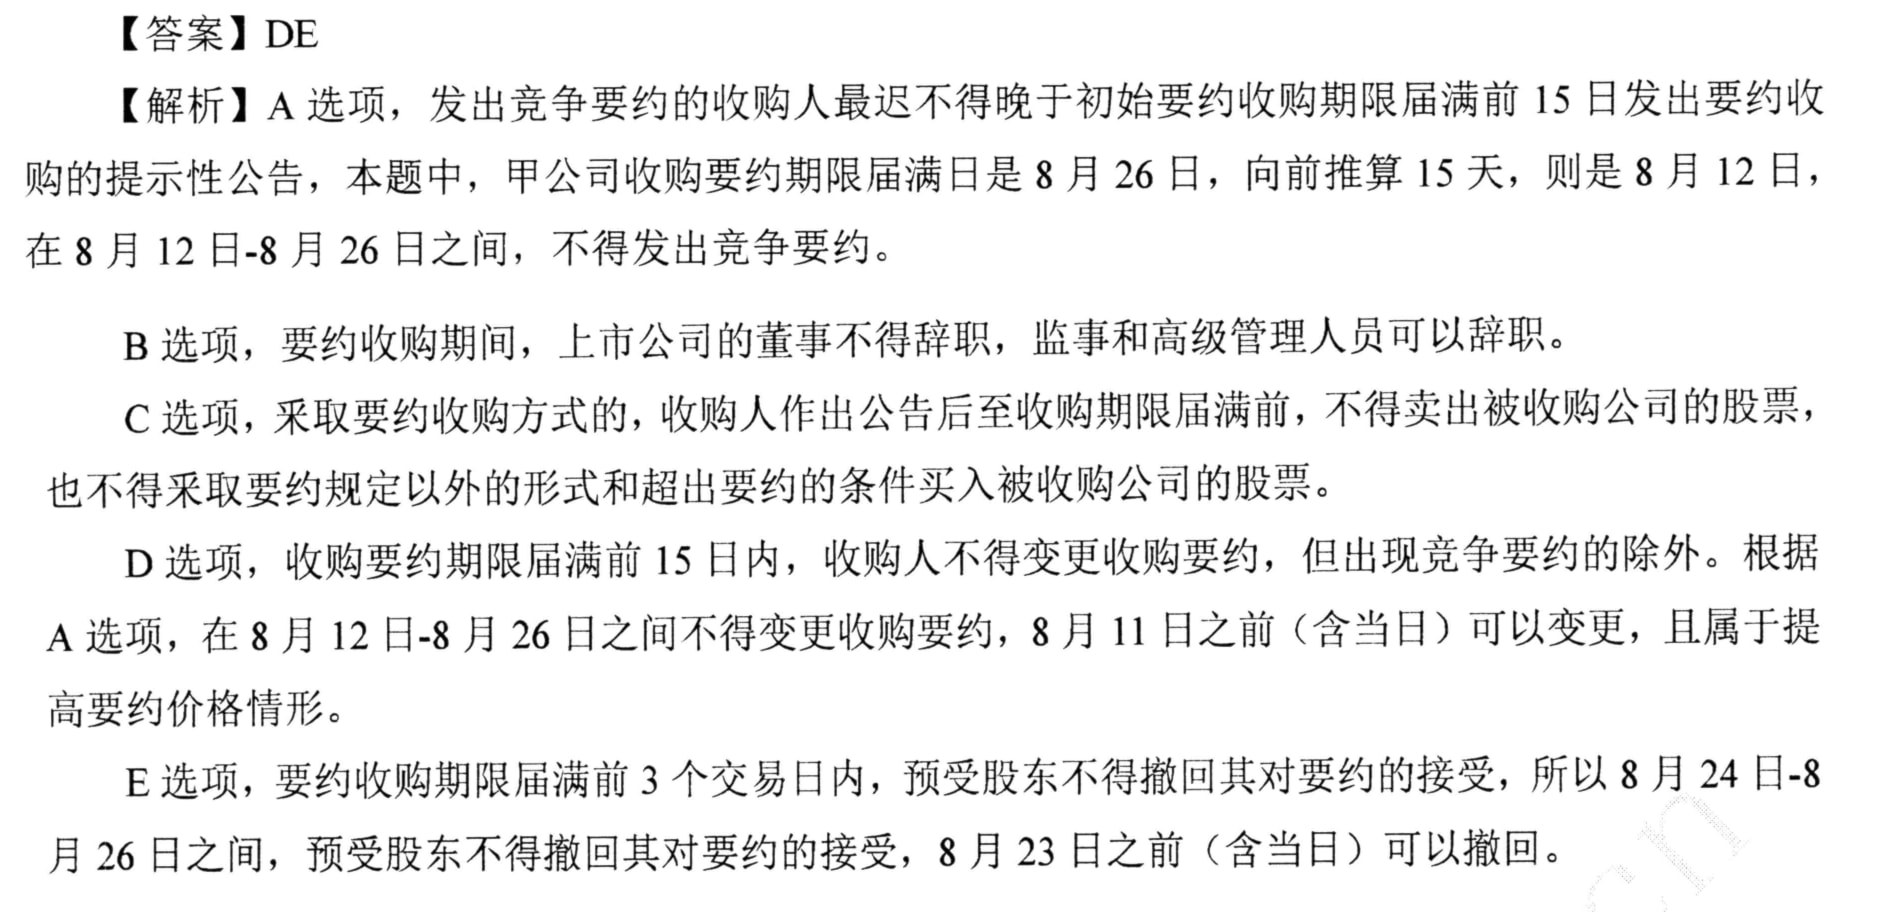 【答案】DE
【解析】A 选项，发出竞争要约的收购人最迟不得晚于初始要约收购期限届满前 15 日发出要约收
购的提示性公告，本题中，甲公司收购要约期限届满日是 8 月 26 日，向前推算 15 天，则是 8 月 12 日，
在 8 月 12 日-8 月 26 日之间，不得发出竞争要约。
B 选项，要约收购期间，上市公司的董事不得辞职，监事和高级管理人员可以辞职。
C 选项，采取要约收购方式的，收购人作出公告后至收购期限届满前，不得卖出被收购公司的股票，
也不得采取要约规定以外的形式和超出要约的条件买入被收购公司的股票。
D 选项，收购要约期限届满前 15 日内，收购人不得变更收购要约，但出现竞争要约的除外。根据
A 选项，在 8 月 12 日-8 月 26 日之间不得变更收购要约，8 月 11 日之前（含当日）可以变更，且属于提
高要约价格情形。
E 选项，要约收购期限届满前 3 个交易日内，预受股东不得撤回其对要约的接受，所以 8 月 24 日-8
月 26 日之间，预受股东不得撤回其对要约的接受，8 月 23 日之前（含当日）可以撤回。
cn